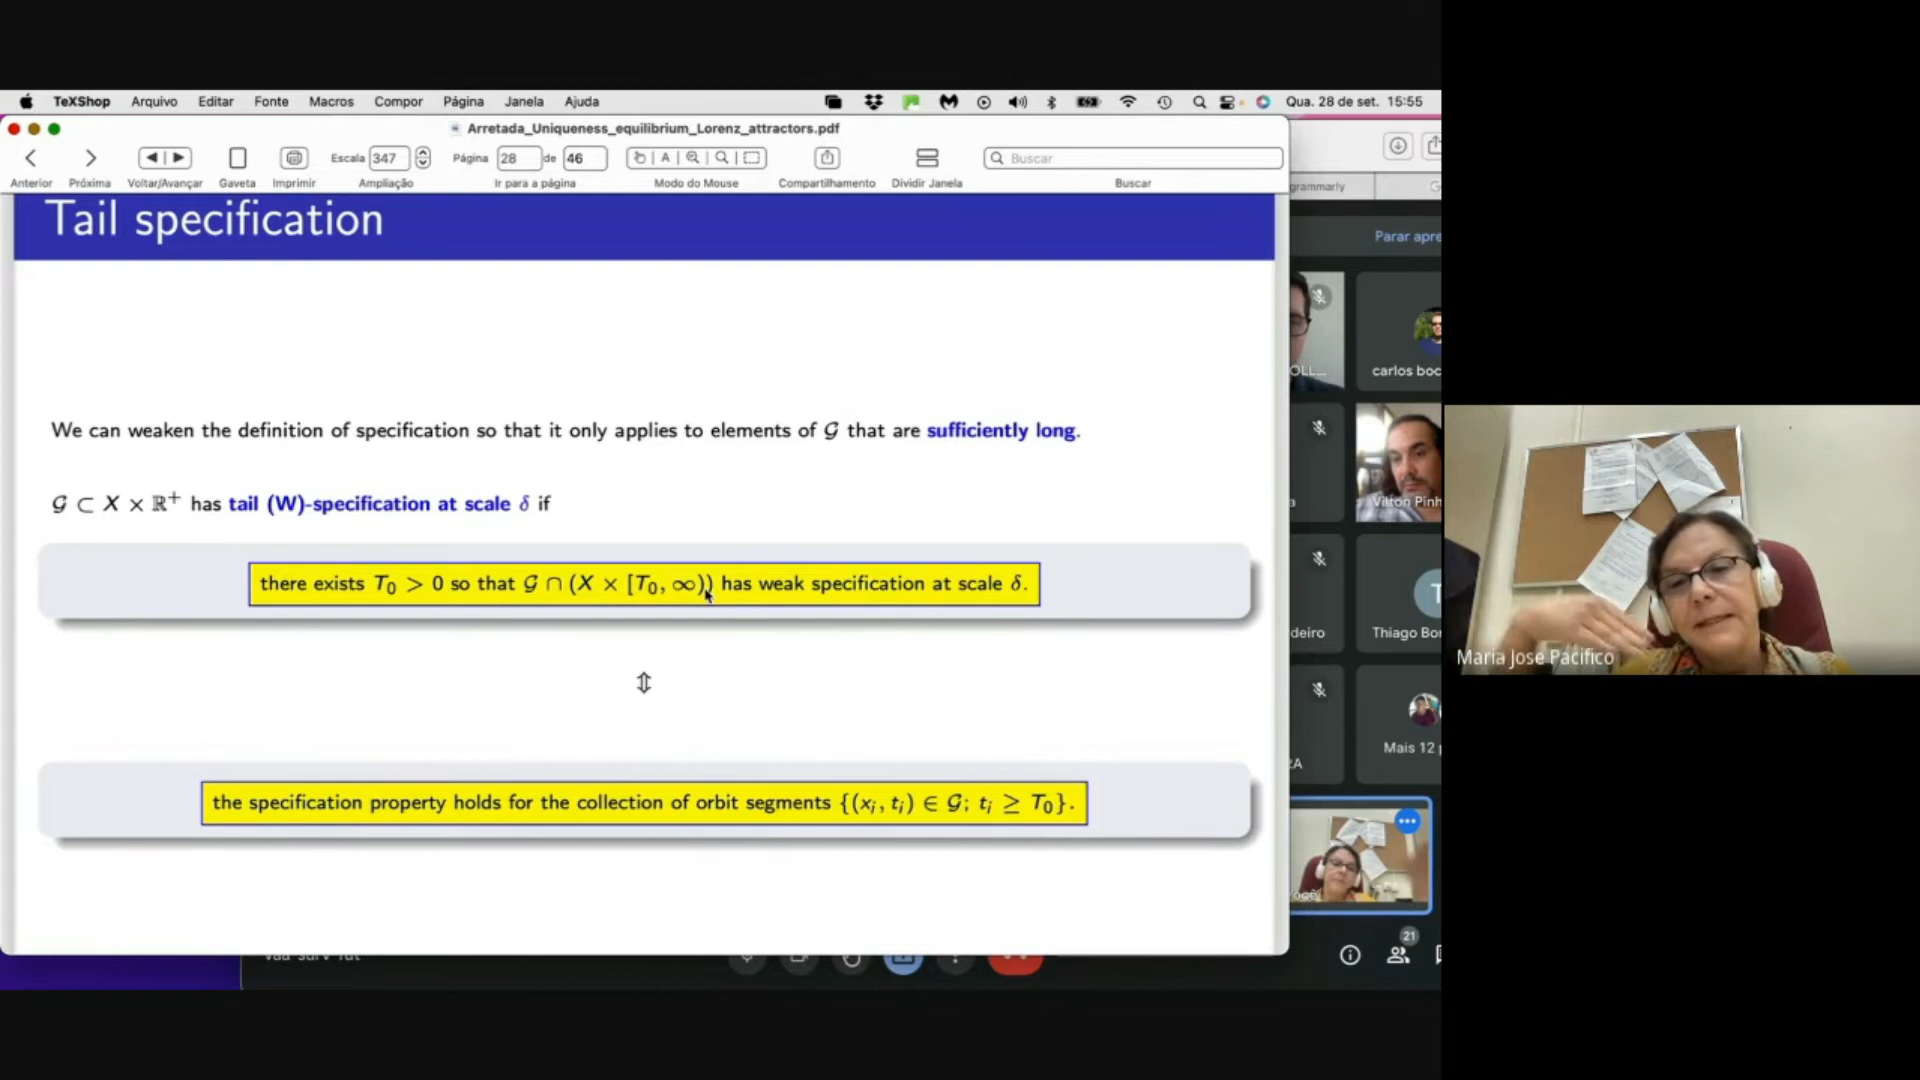 TeXShop Arquivo Editar Fonte Macros Compor Página Janela Ajuda Qua. 28 de set. 15:55
Arretada_Uniqueness_equilibrium_Lorenz_attractors.pdf
Escala 347 Página 28 de 46 Buscar
Anterior Próxima Voltar/Avançar Gaveta Imprimir Ampliação Ir para a página Modo do Mouse Compartilhamento Dividir Janela Buscar
grammarly
Tail specification
Parar apre
We can weaken the definition of specification so that it only applies to elements of 𝒢 that are sufficiently long.
𝒢 ⊂ X × ℝ⁺ has tail (W)-specification at scale δ if
there exists T₀ > 0 so that 𝒢 ∩ (X × [T₀, ∞)) has weak specification at scale δ.
⇕
the specification property holds for the collection of orbit segments {(xᵢ, tᵢ) ∈ 𝒢; tᵢ ≥ T₀}.
OLL...
carlos boc
a
Vilton Pinh
deiro
Thiago Bor
RA
Mais 12 p
21
Maria Jose Pacifico